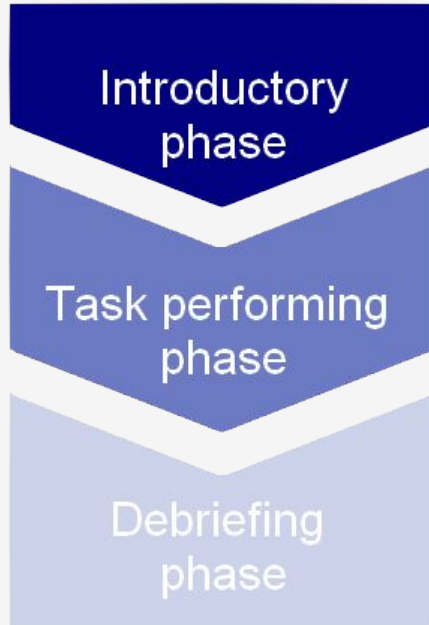 Introductory
phase
Task performing
phase
Debriefing
phase